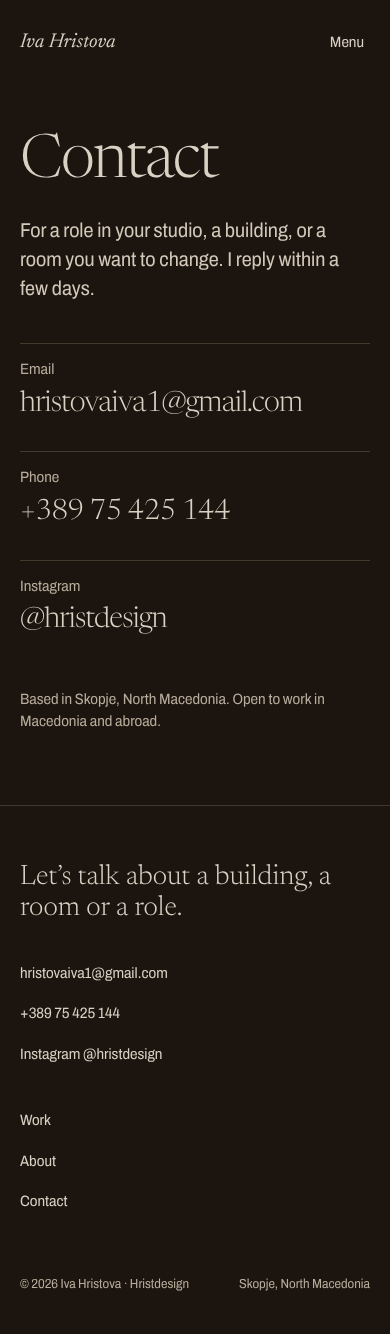 Iva Hristova
Menu
Contact
For a role in your studio, a building, or a
room you want to change. I reply within a
few days.
Email
hristovaiva1@gmail.com
Phone
+389 75 425 144
Instagram
@hristdesign
Based in Skopje, North Macedonia. Open to work in
Macedonia and abroad.
Let’s talk about a building, a
room or a role.
hristovaiva1@gmail.com
+389 75 425 144
Instagram @hristdesign
Work
About
Contact
© 2026 Iva Hristova · Hristdesign
Skopje, North Macedonia